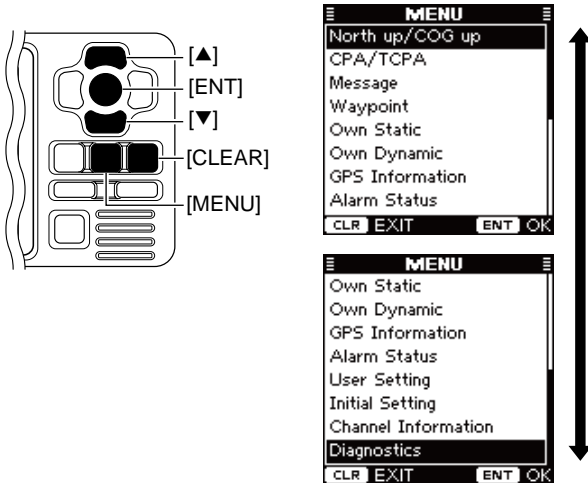 [▲]
[ENT]
[▼]
[CLEAR]
[MENU]
MENU
North up/COG up
CPA/TCPA
Message
Waypoint
Own Static
Own Dynamic
GPS Information
Alarm Status
CLR EXIT ENT OK
MENU
Own Static
Own Dynamic
GPS Information
Alarm Status
User Setting
Initial Setting
Channel Information
Diagnostics
CLR EXIT ENT OK